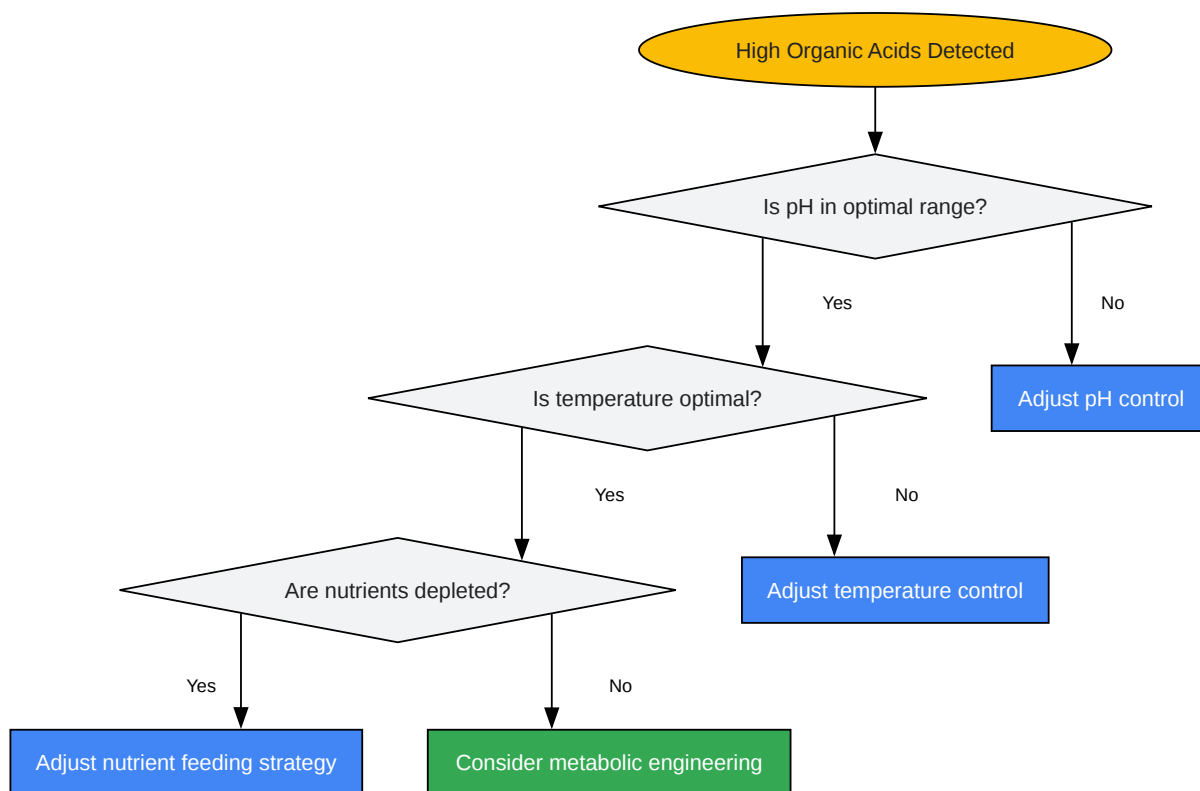 High Organic Acids Detected
Is pH in optimal range?
Yes
No
Adjust pH control
Is temperature optimal?
Yes
No
Adjust temperature control
Are nutrients depleted?
Yes
No
Adjust nutrient feeding strategy
Consider metabolic engineering